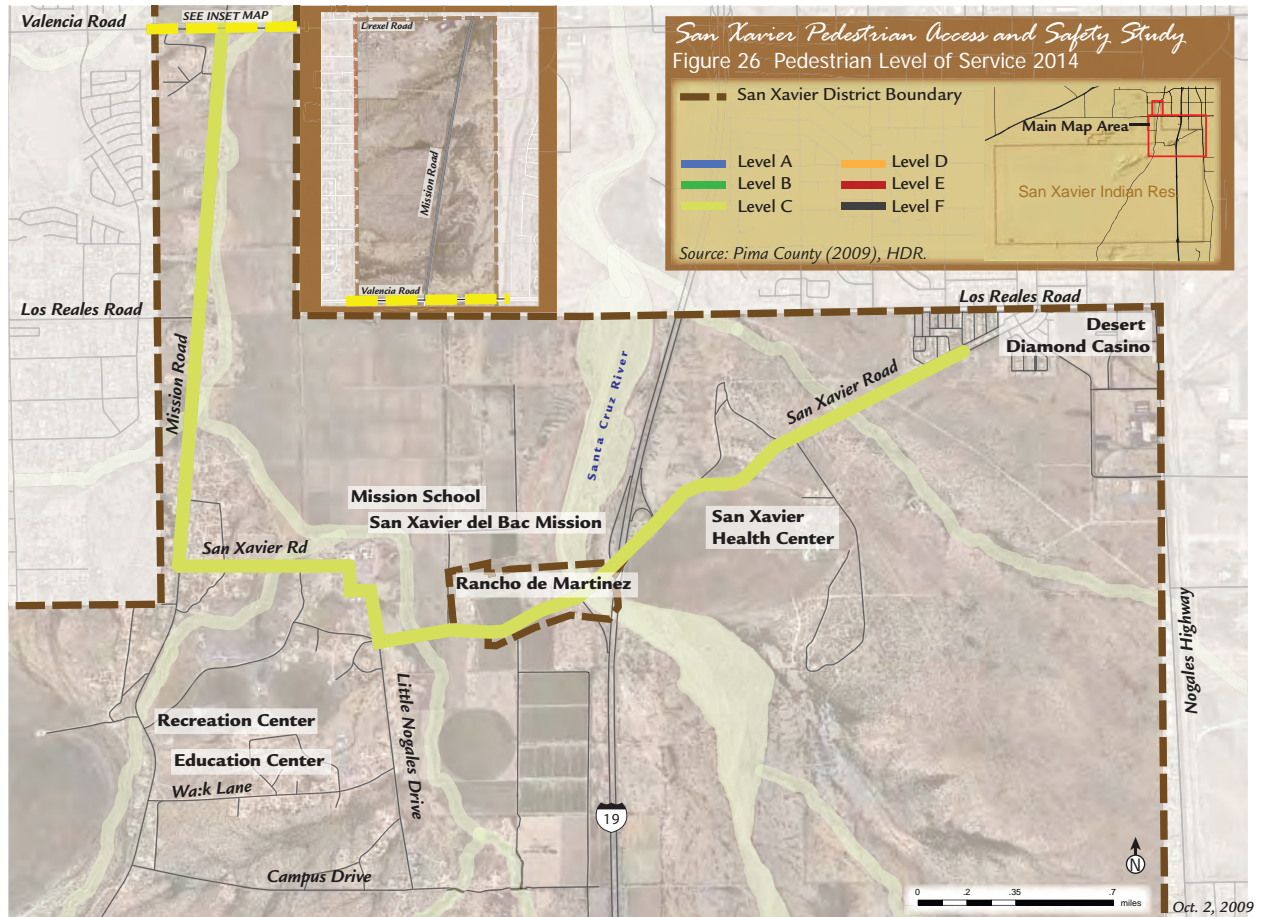 Valencia Road
SEE INSET MAP
Drexel Road
Mission Road
Valencia Road
San Xavier Pedestrian Access and Safety Study
Figure 26 Pedestrian Level of Service 2014
San Xavier District Boundary
Main Map Area
Level A
Level D
Level B
Level E
Level C
Level F
San Xavier Indian Res
Source: Pima County (2009), HDR.
Los Reales Road
Los Reales Road
Desert
Diamond Casino
Mission Road
Santa Cruz River
San Xavier Road
Mission School
San Xavier del Bac Mission
San Xavier
Health Center
San Xavier Rd
Rancho de Martinez
Nogales Highway
Little Nogales Drive
Recreation Center
Education Center
Wa:k Lane
19
Campus Drive
N
0 .2 .35 .7
miles
Oct. 2, 2009